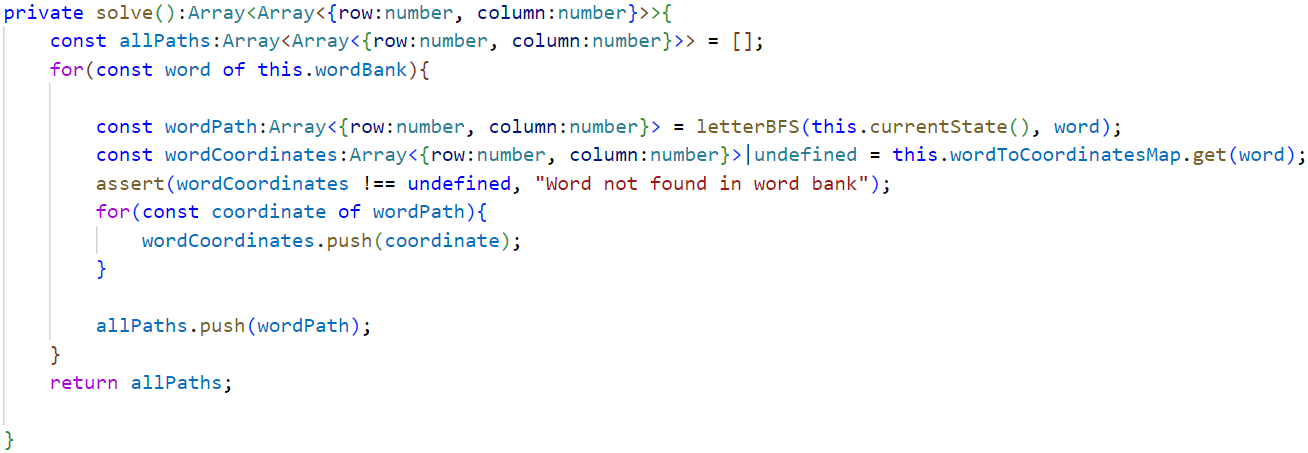 private solve():Array<Array<{row:number, column:number}>>{
    const allPaths:Array<Array<{row:number, column:number}>> = [];
    for(const word of this.wordBank){
        const wordPath:Array<{row:number, column:number}> = letterBFS(this.currentState(), word);
        const wordCoordinates:Array<{row:number, column:number}>|undefined = this.wordToCoordinatesMap.get(word);
        assert(wordCoordinates !== undefined, "Word not found in word bank");
        for(const coordinate of wordPath){
            wordCoordinates.push(coordinate);
        }
        allPaths.push(wordPath);
    }
    return allPaths;
}